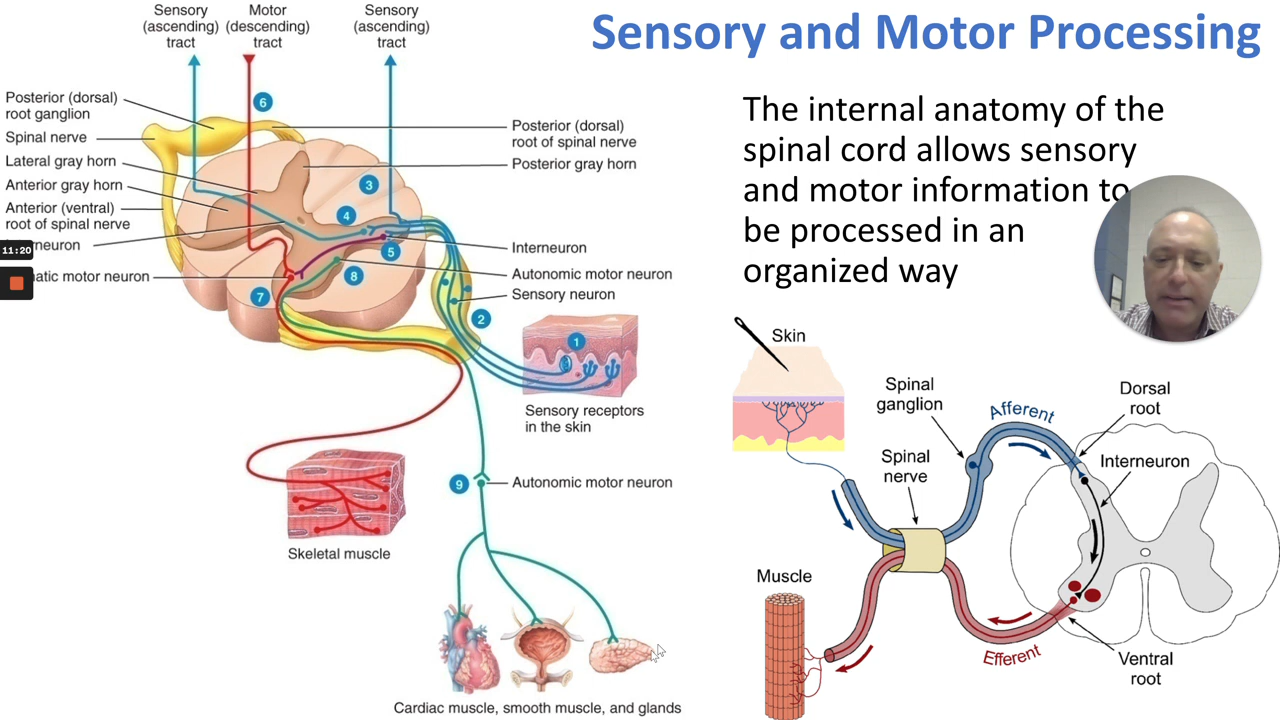 Sensory and Motor Processing
The internal anatomy of the
spinal cord allows sensory
and motor information to
be processed in an
organized way
Sensory
(ascending)
tract
Motor
(descending)
tract
Sensory
(ascending)
tract
6
Posterior (dorsal)
root ganglion
Spinal nerve
Lateral gray horn
Anterior gray horn
Anterior (ventral)
root of spinal nerve
11:20
Posterior (dorsal)
root of spinal nerve
Posterior gray horn
3
4
5
Interneuron
8
Autonomic motor neuron
7
Sensory neuron
2
1
Sensory receptors
in the skin
motor neuron
9
Autonomic motor neuron
Skeletal muscle
Cardiac muscle, smooth muscle, and glands
Skin
Spinal
ganglion
Afferent
Dorsal
root
Spinal
nerve
Interneuron
Muscle
Efferent
Ventral
root